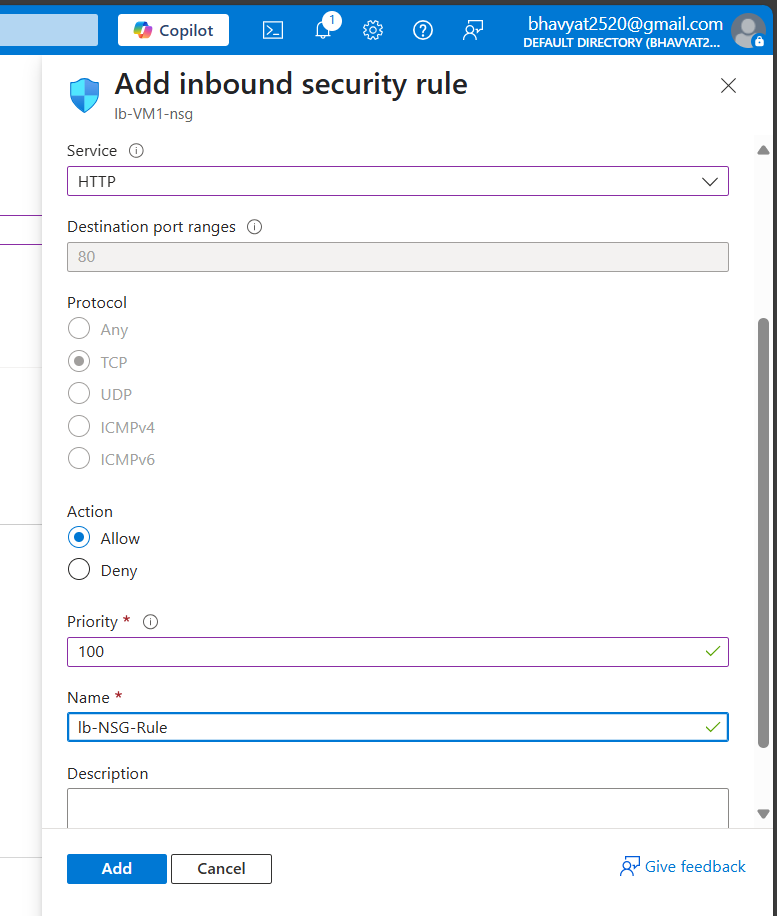 Copilot
1
bhavyat2520@gmail.com
DEFAULT DIRECTORY (BHAVYAT2...
Add inbound security rule
lb-VM1-nsg
Service
HTTP
Destination port ranges
80
Protocol
Any
TCP
UDP
ICMPv4
ICMPv6
Action
Allow
Deny
Priority *
100
Name *
lb-NSG-Rule
Description
Add
Cancel
Give feedback